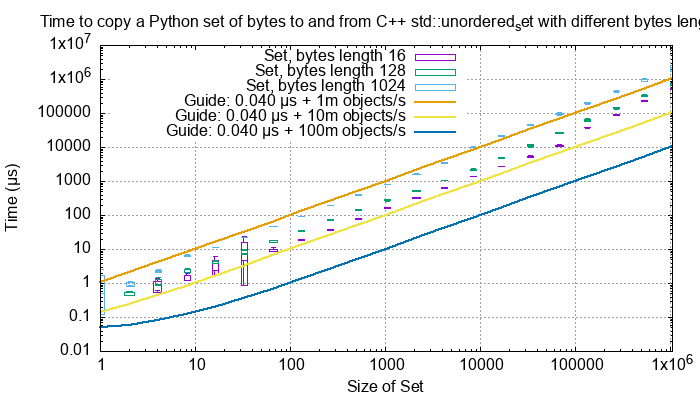 Time to copy a Python set of bytes to and from C++ std::unordered_set with different bytes leng
1x10^7
1x10^6
100000
10000
1000
100
10
1
0.1
0.01
Time (µs)
Set, bytes length 16
Set, bytes length 128
Set, bytes length 1024
Guide: 0.040 µs + 1m objects/s
Guide: 0.040 µs + 10m objects/s
Guide: 0.040 µs + 100m objects/s
1 10 100 1000 10000 100000 1x10^6
Size of Set